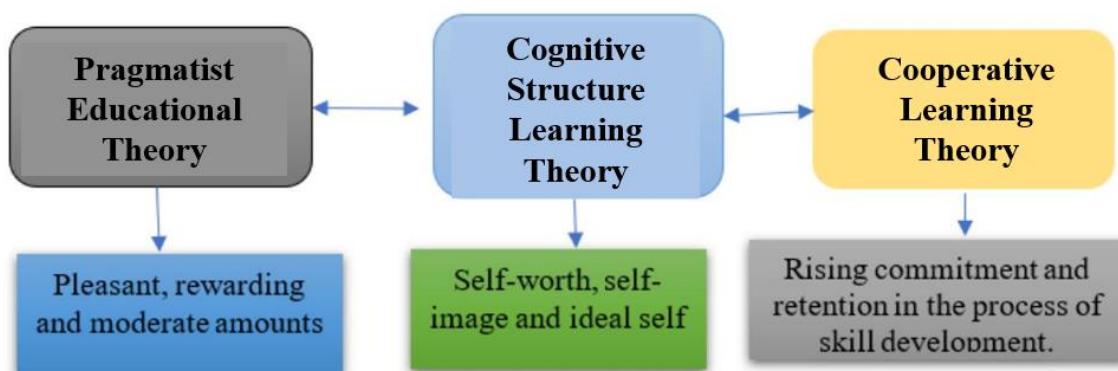 Pragmatist
Educational
Theory
Cognitive
Structure
Learning
Theory
Cooperative
Learning
Theory
Pleasant, rewarding
and moderate amounts
Self-worth, self-
image and ideal self
Rising commitment and
retention in the process of
skill development.